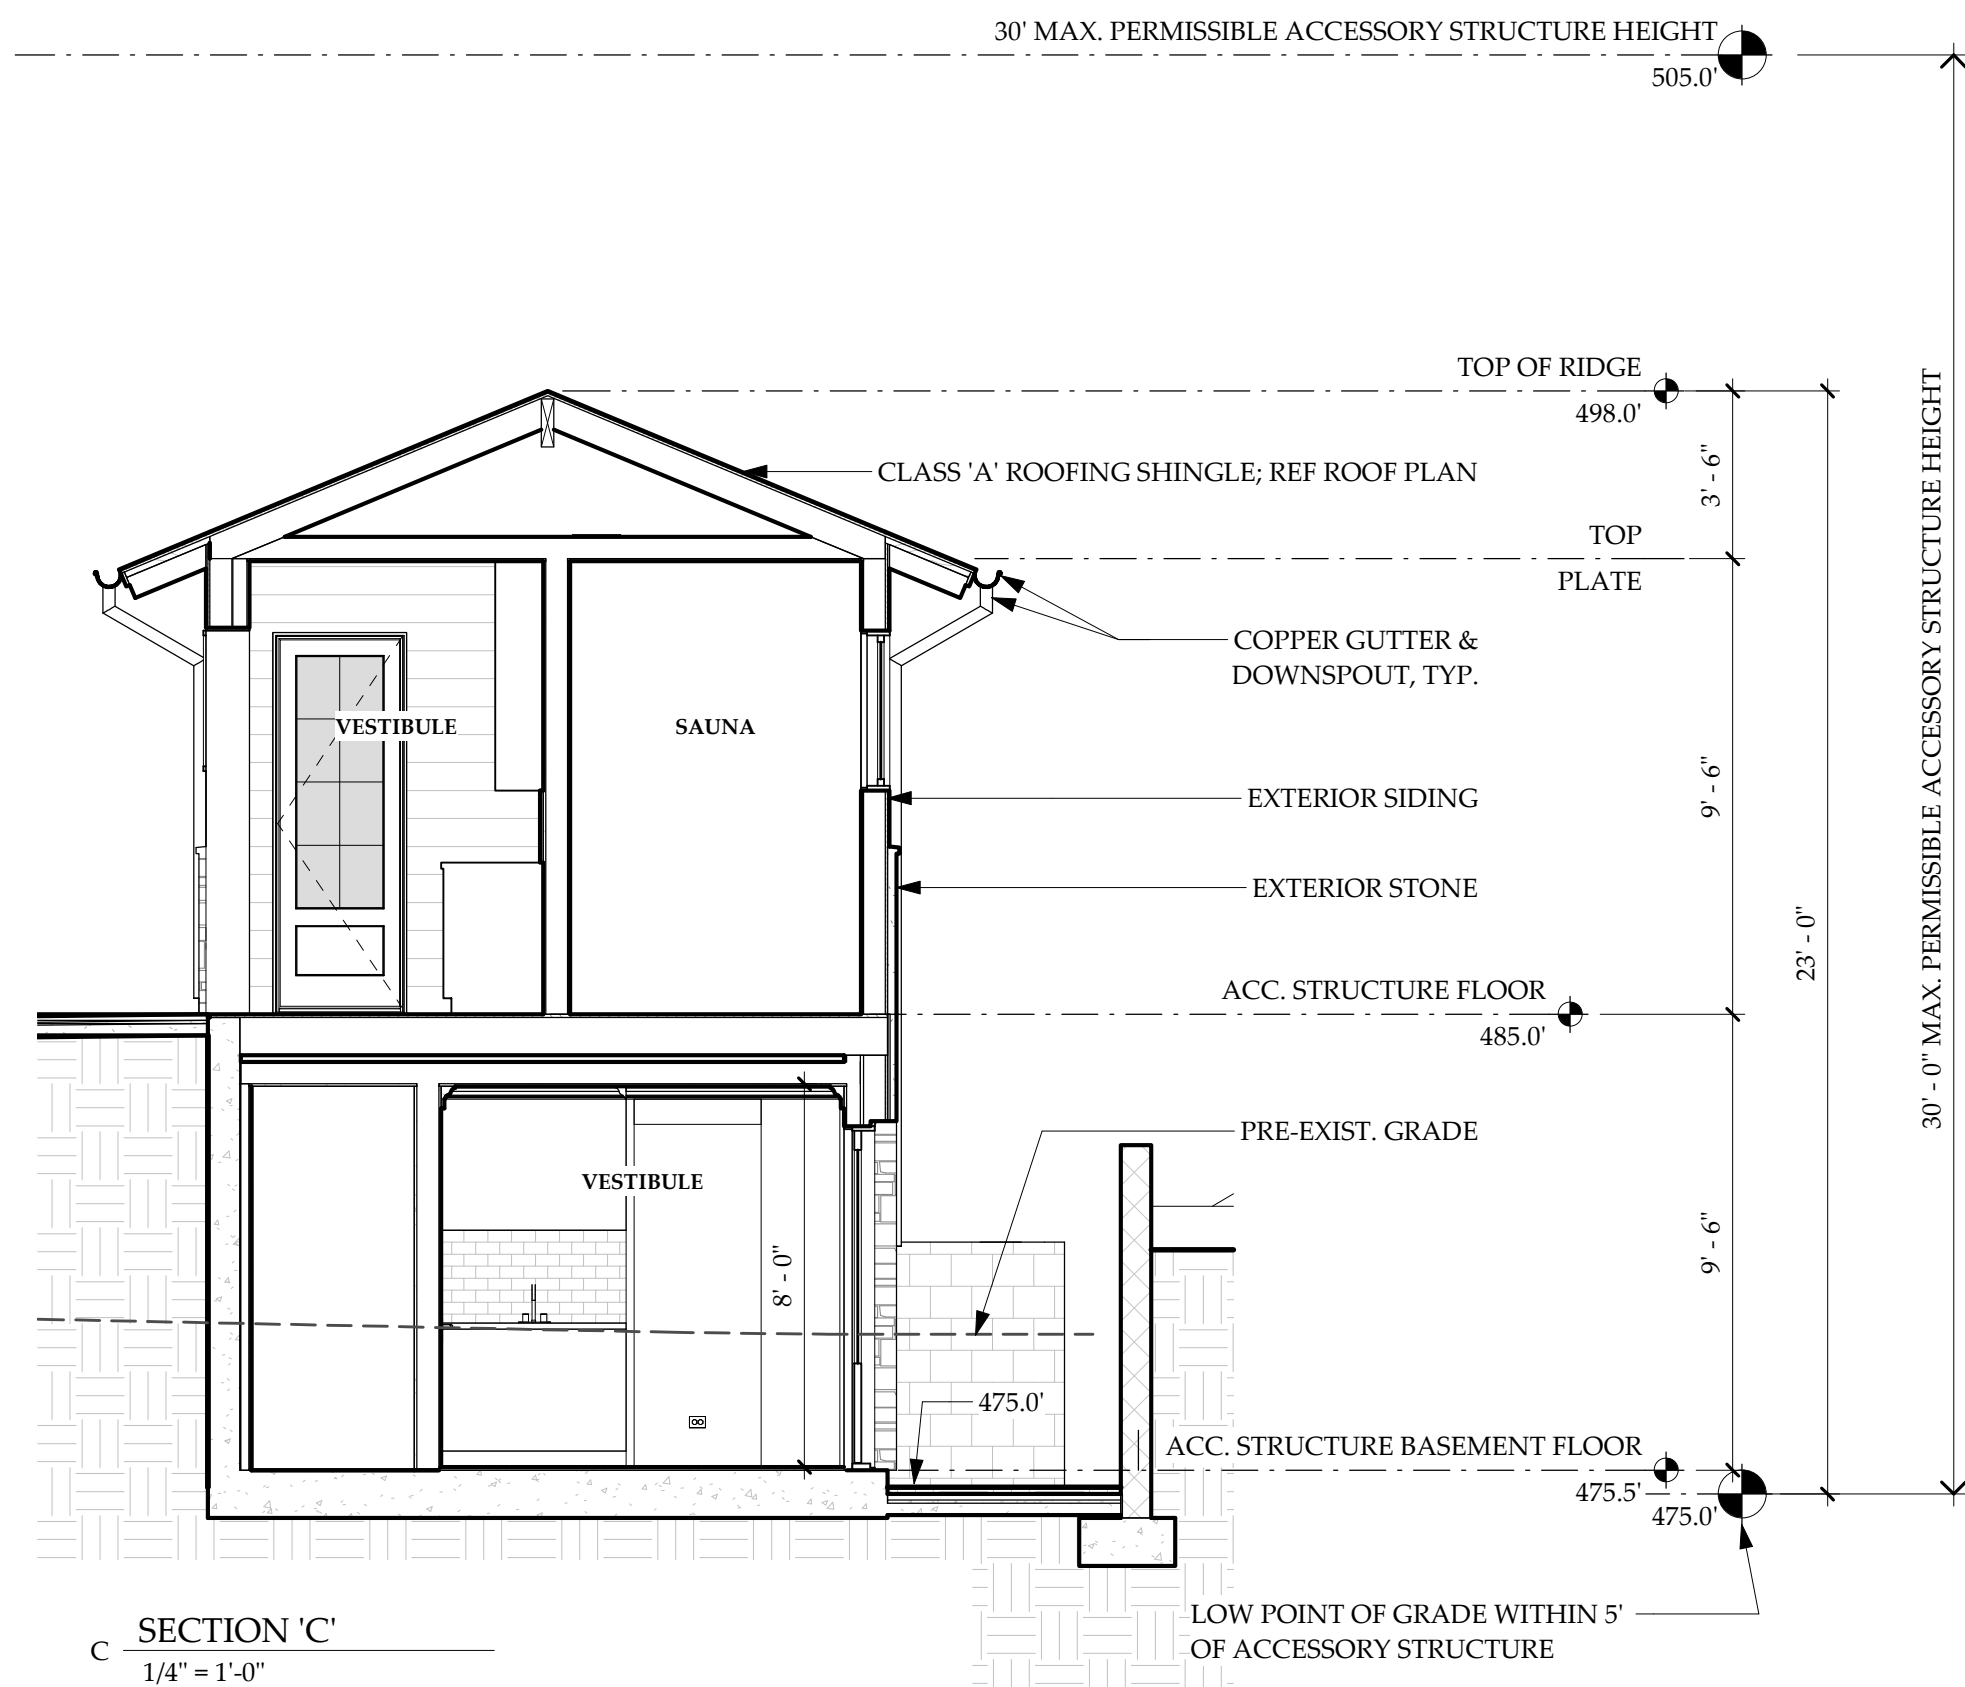 30' MAX. PERMISSIBLE ACCESSORY STRUCTURE HEIGHT
505.0'
TOP OF RIDGE
498.0'
CLASS 'A' ROOFING SHINGLE; REF ROOF PLAN
3' - 6"
TOP
PLATE
COPPER GUTTER &
DOWNSPOUT, TYP.
VESTIBULE
SAUNA
EXTERIOR SIDING
9' - 6"
EXTERIOR STONE
23' - 0"
30' - 0" MAX. PERMISSIBLE ACCESSORY STRUCTURE HEIGHT
ACC. STRUCTURE FLOOR
485.0'
PRE-EXIST. GRADE
VESTIBULE
8' - 0"
9' - 6"
475.0'
ACC. STRUCTURE BASEMENT FLOOR
475.5'
475.0'
LOW POINT OF GRADE WITHIN 5'
OF ACCESSORY STRUCTURE
C
SECTION 'C'
1/4" = 1'-0"